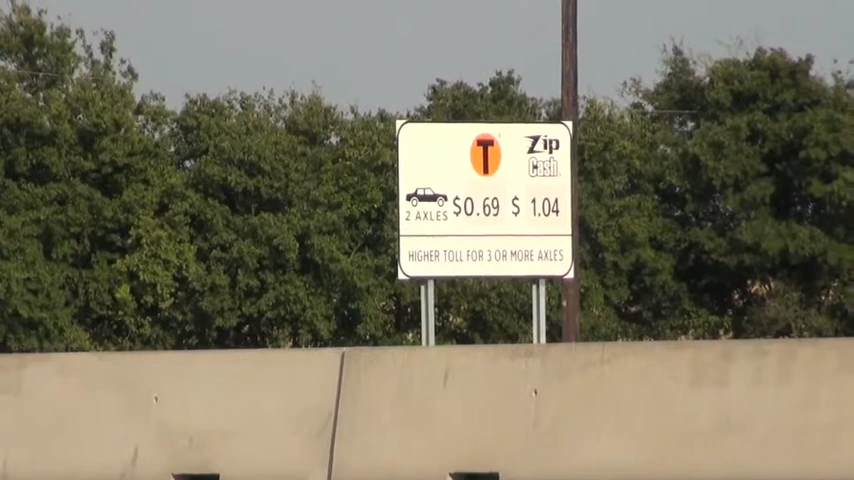 T Zip
Cash
2 AXLES $0.69 $ 1.04
HIGHER TOLL FOR 3 OR MORE AXLES